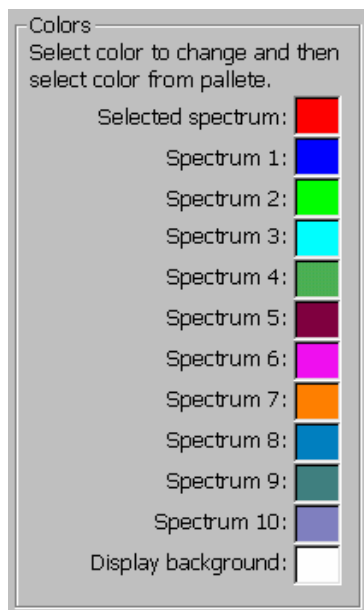 Colors
Select color to change and then
select color from pallete.
Selected spectrum:
Spectrum 1:
Spectrum 2:
Spectrum 3:
Spectrum 4:
Spectrum 5:
Spectrum 6:
Spectrum 7:
Spectrum 8:
Spectrum 9:
Spectrum 10:
Display background: